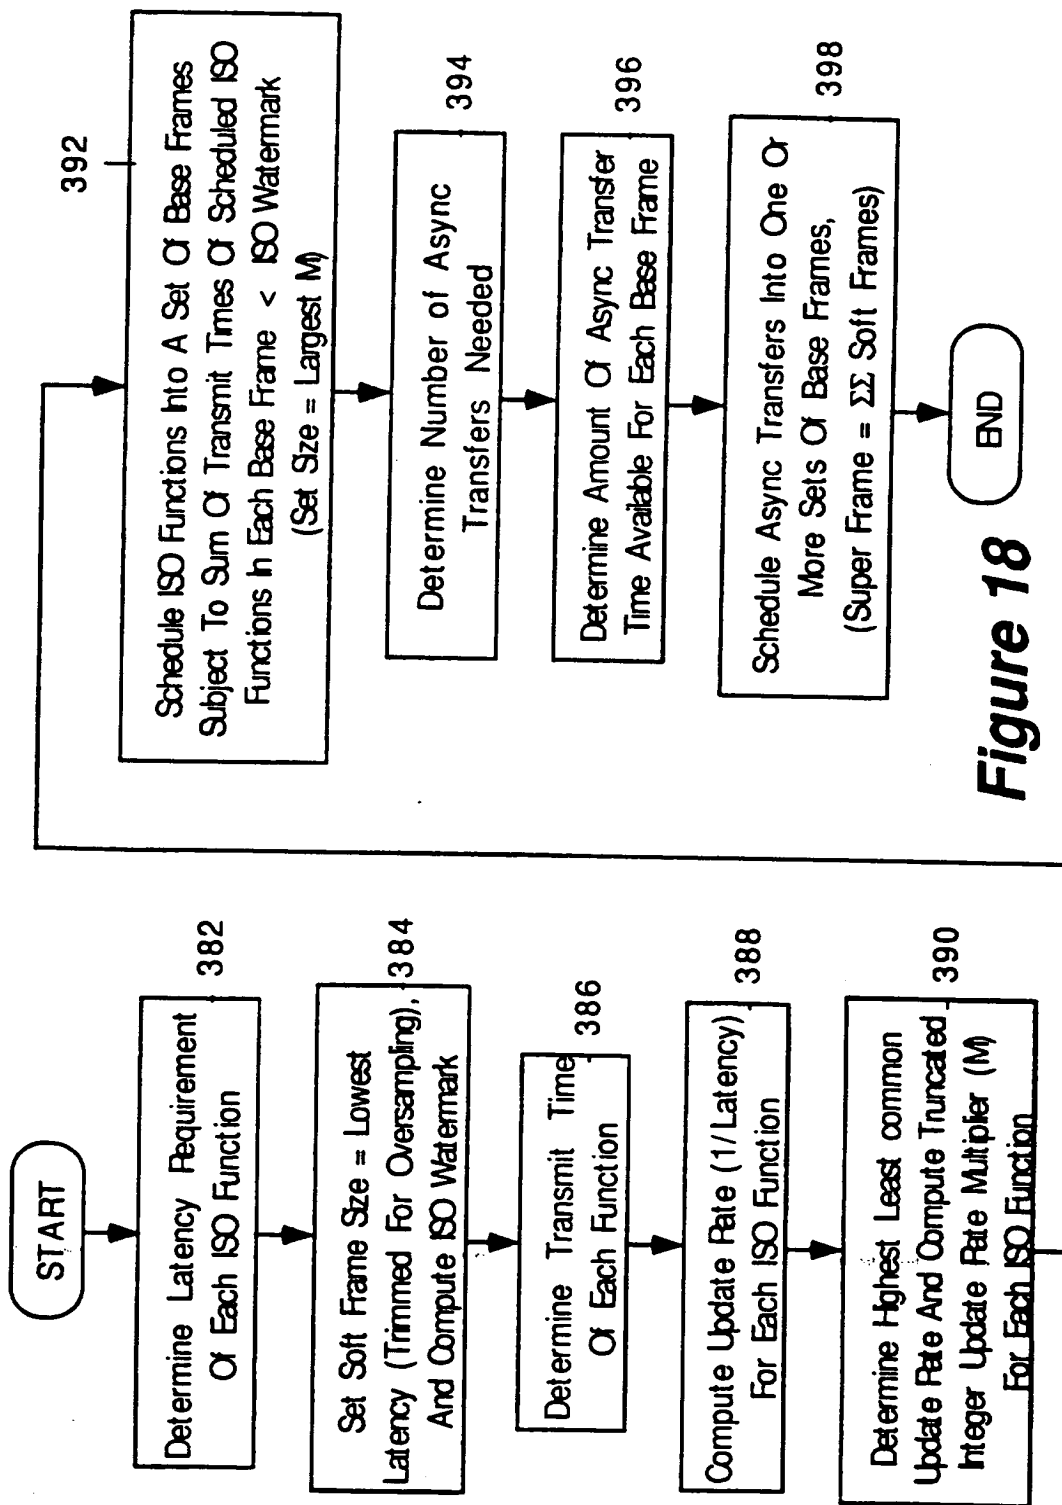 START
Determine Latency Requirement
Of Each ISO Function
382
Set Soft Frame Size = Lowest
Latency (Trimmed For Oversampling),
And Compute ISO Watermark
384
Determine Transmit Time
Of Each Function
386
Compute Update Rate (1/Latency)
For Each ISO Function
388
Determine Highest Least common
Update Rate And Compute Truncated
Integer Update Rate Multiplier (M)
For Each ISO Function
390
392
Schedule ISO Functions Into A Set Of Base Frames
Subject To Sum Of Transmit Times Of Scheduled ISO
Functions In Each Base Frame < ISO Watermark
(Set Size = Largest M)
Determine Number of Async
Transfers Needed
394
Determine Amount Of Async Transfer
Time Available For Each Base Frame
396
Schedule Async Transfers Into One Or
More Sets Of Base Frames,
(Super Frame = ΣΣ Soft Frames)
398
END
Figure 18